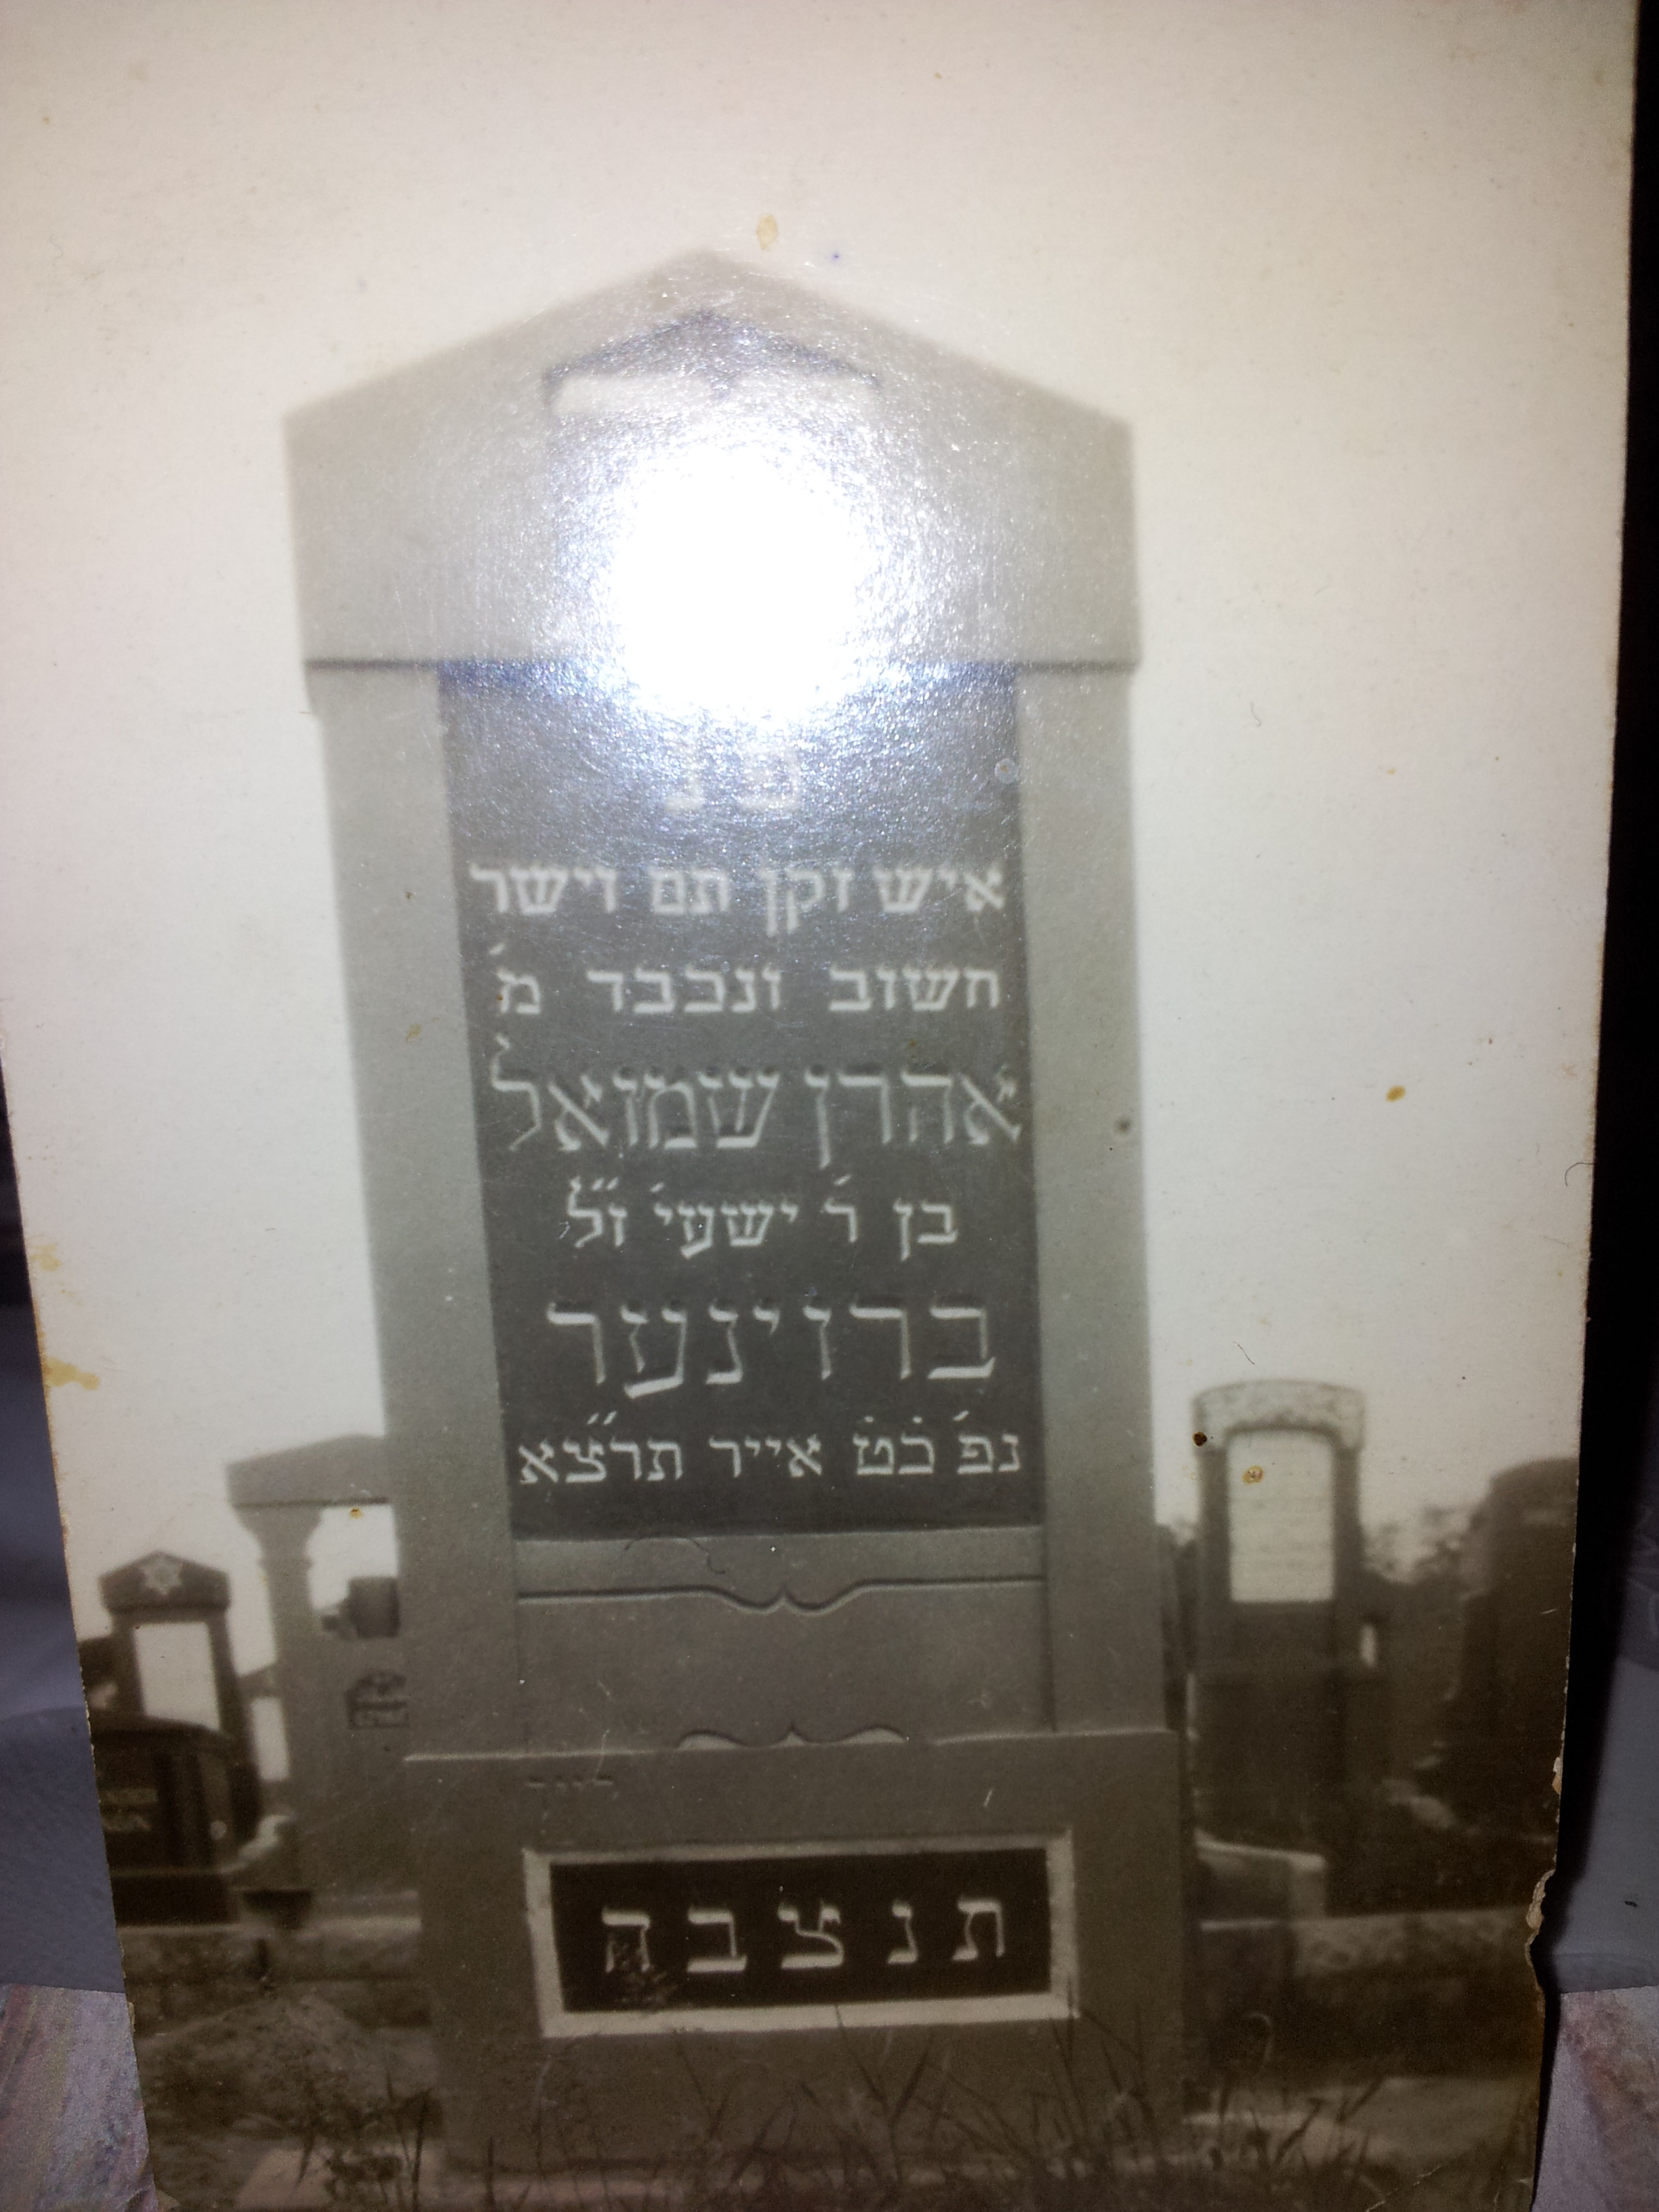 פ נ
איש זקן תם וישר
חשוב ונכבד מ'
אהרן שמואל
בן ר' ישעי' ז"ל
ברוינער
נפ' כ'ט' אייר תרצ"א
תנצבה